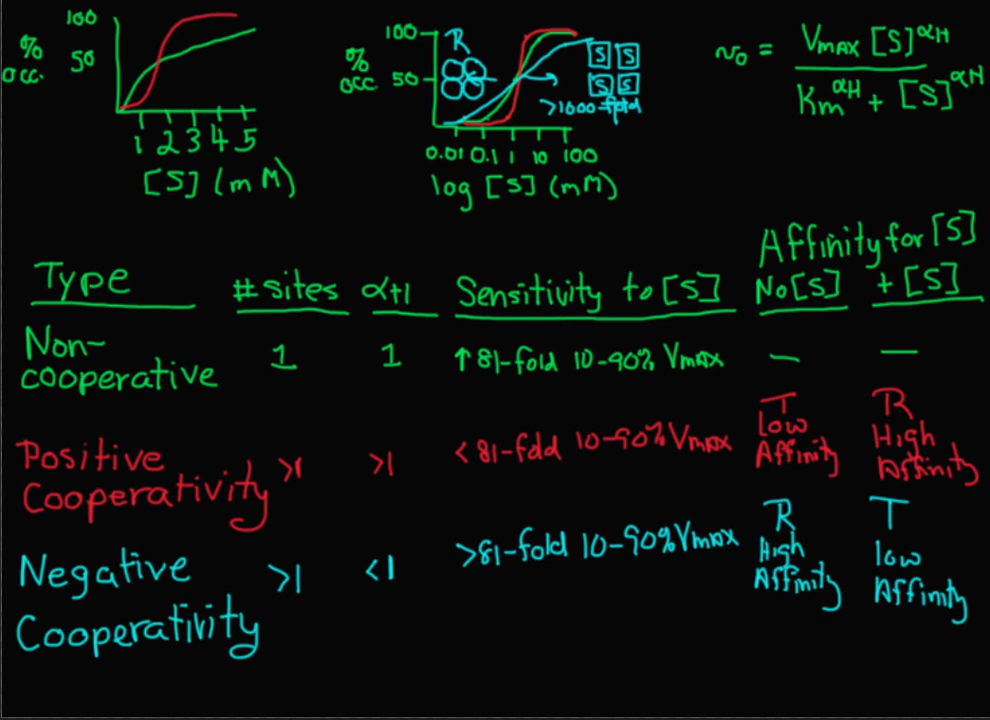 100
%
occ.
50
1 2 3 4 5
[S] (mM)
100
%
occ.
50
R
S S
S S
>1000-fold
0.01 0.1 1 10 100
log [S] (mM)
v₀ = Vmax [S]^αH
Km^αH + [S]^αH
Affinity for [S]
Type # sites α+1 Sensitivity to [S] No [S] + [S]
Non-
cooperative 1 1 ↑ 81-fold 10-90% Vmax — —
Positive
Cooperativity >1 >1 < 81-fold 10-90% Vmax
T
Low
Affinity
R
High
Affinity
Negative
Cooperativity >1 <1 >81-fold 10-90% Vmax
R
High
Affinity
T
low
Affinity